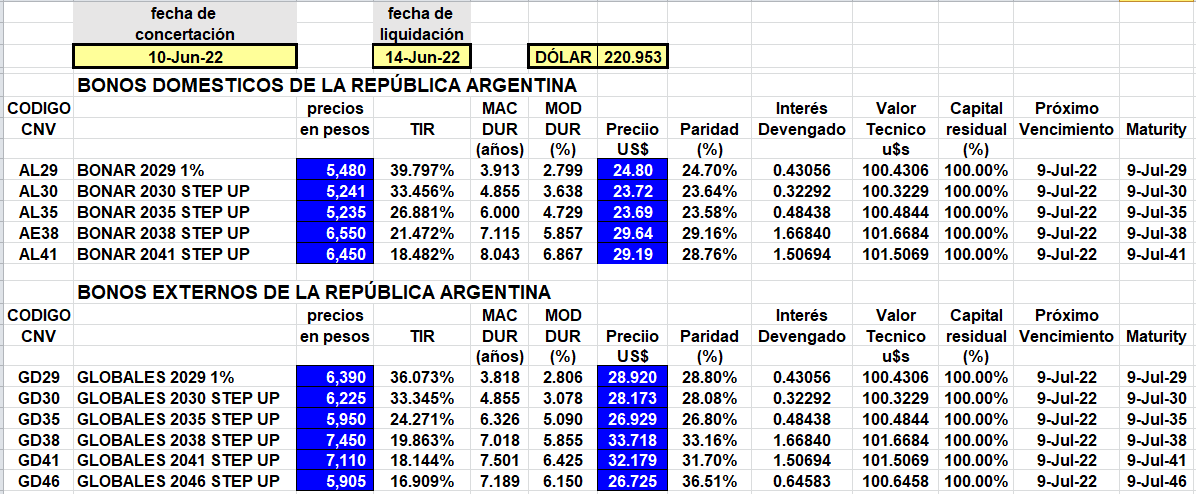 fecha de fecha de
concertación liquidación
10-Jun-22 14-Jun-22 DÓLAR 220.953
BONOS DOMESTICOS DE LA REPÚBLICA ARGENTINA
CODIGO precios MAC MOD Interés Valor Capital Próximo
CNV en pesos TIR DUR DUR Preciio Paridad Devengado Tecnico residual Vencimiento Maturity
(años) (%) US$ (%) u$s (%)
AL29 BONAR 2029 1% 5,480 39.797% 3.913 2.799 24.80 24.70% 0.43056 100.4306 100.00% 9-Jul-22 9-Jul-29
AL30 BONAR 2030 STEP UP 5,241 33.456% 4.855 3.638 23.72 23.64% 0.32292 100.3229 100.00% 9-Jul-22 9-Jul-30
AL35 BONAR 2035 STEP UP 5,235 26.881% 6.000 4.729 23.69 23.58% 0.48438 100.4844 100.00% 9-Jul-22 9-Jul-35
AE38 BONAR 2038 STEP UP 6,550 21.472% 7.115 5.857 29.64 29.16% 1.66840 101.6684 100.00% 9-Jul-22 9-Jul-38
AL41 BONAR 2041 STEP UP 6,450 18.482% 8.043 6.867 29.19 28.76% 1.50694 101.5069 100.00% 9-Jul-22 9-Jul-41
BONOS EXTERNOS DE LA REPÚBLICA ARGENTINA
CODIGO precios MAC MOD Interés Valor Capital Próximo
CNV en pesos TIR DUR DUR Preciio Paridad Devengado Tecnico residual Vencimiento Maturity
(años) (%) US$ (%) u$s (%)
GD29 GLOBALES 2029 1% 6,390 36.073% 3.818 2.806 28.920 28.80% 0.43056 100.4306 100.00% 9-Jul-22 9-Jul-29
GD30 GLOBALES 2030 STEP UP 6,225 33.345% 4.855 3.078 28.173 28.08% 0.32292 100.3229 100.00% 9-Jul-22 9-Jul-30
GD35 GLOBALES 2035 STEP UP 5,950 24.271% 6.326 5.090 26.929 26.80% 0.48438 100.4844 100.00% 9-Jul-22 9-Jul-35
GD38 GLOBALES 2038 STEP UP 7,450 19.863% 7.018 5.855 33.718 33.16% 1.66840 101.6684 100.00% 9-Jul-22 9-Jul-38
GD41 GLOBALES 2041 STEP UP 7,110 18.144% 7.501 6.425 32.179 31.70% 1.50694 101.5069 100.00% 9-Jul-22 9-Jul-41
GD46 GLOBALES 2046 STEP UP 5,905 16.909% 7.189 6.150 26.725 36.51% 0.64583 100.6458 100.00% 9-Jul-22 9-Jul-46